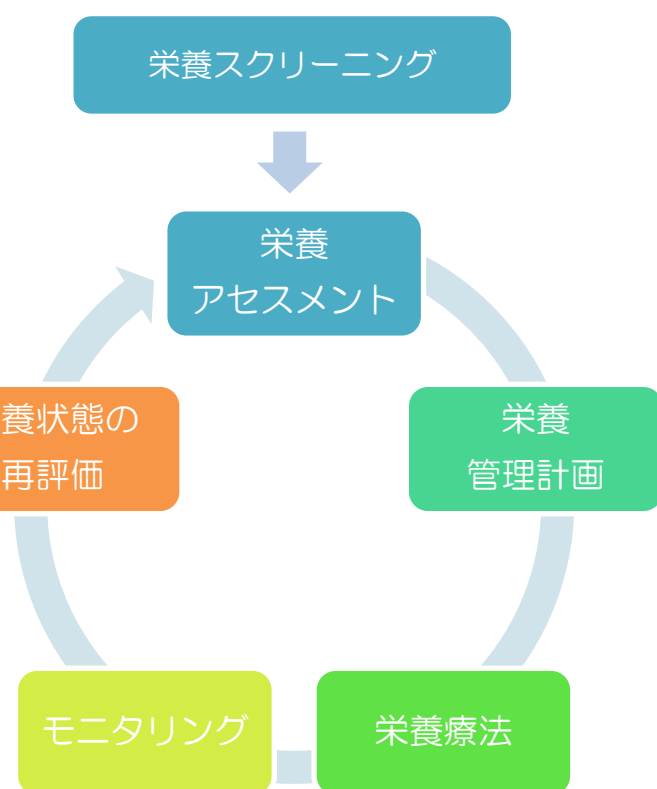 栄養スクリーニング
栄養
アセスメント
養状態の
再評価
栄養
管理計画
モニタリング
栄養療法